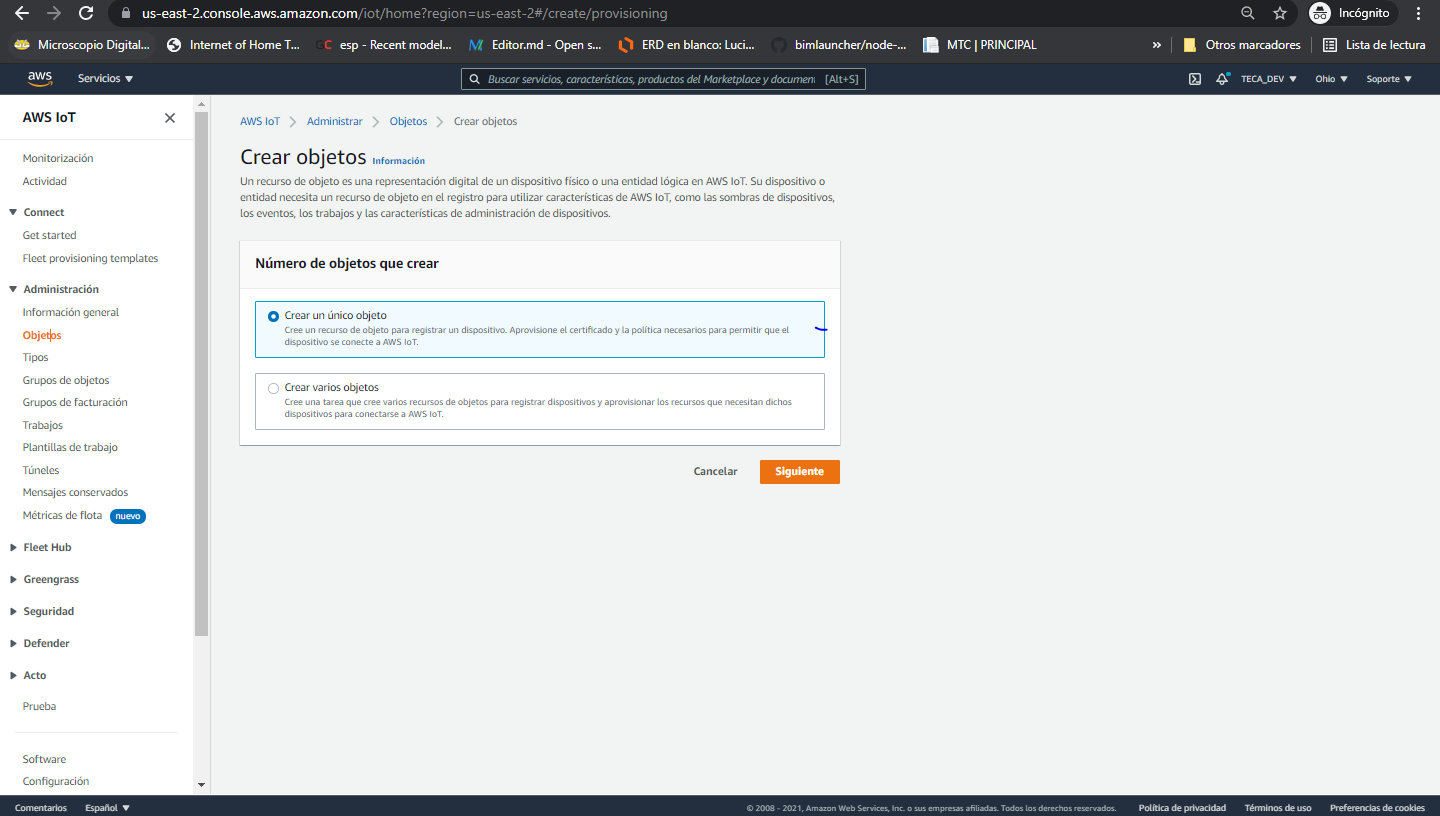 us-east-2.console.aws.amazon.com/iot/home?region=us-east-2#/create/provisioning
Incógnito
Microscopio Digital...
Internet of Home T...
GC esp - Recent model...
Editor.md - Open s...
ERD en blanco: Luci...
bimlauncher/node-...
MTC | PRINCIPAL
»
Otros marcadores
Lista de lectura
aws
Servicios
Buscar servicios, características, productos del Marketplace y document
[Alt+S]
TECA_DEV
Ohio
Soporte
AWS IoT
Monitorización
Actividad
Connect
Get started
Fleet provisioning templates
Administración
Información general
Objetos
Tipos
Grupos de objetos
Grupos de facturación
Trabajos
Plantillas de trabajo
Túneles
Mensajes conservados
Métricas de flota nuevo
Fleet Hub
Greengrass
Seguridad
Defender
Acto
Prueba
Software
Configuración
AWS IoT > Administrar > Objetos > Crear objetos
Crear objetos Información
Un recurso de objeto es una representación digital de un dispositivo físico o una entidad lógica en AWS IoT. Su dispositivo o
entidad necesita un recurso de objeto en el registro para utilizar características de AWS IoT, como las sombras de dispositivos,
los eventos, los trabajos y las características de administración de dispositivos.
Número de objetos que crear
Crear un único objeto
Cree un recurso de objeto para registrar un dispositivo. Aprovisione el certificado y la política necesarios para permitir que el
dispositivo se conecte a AWS IoT.
Crear varios objetos
Cree una tarea que cree varios recursos de objetos para registrar dispositivos y aprovisionar los recursos que necesitan dichos
dispositivos para conectarse a AWS IoT.
Cancelar
Siguiente
Comentarios
Español
© 2008 - 2021, Amazon Web Services, Inc. o sus empresas afiliadas. Todos los derechos reservados.
Política de privacidad
Términos de uso
Preferencias de cookies